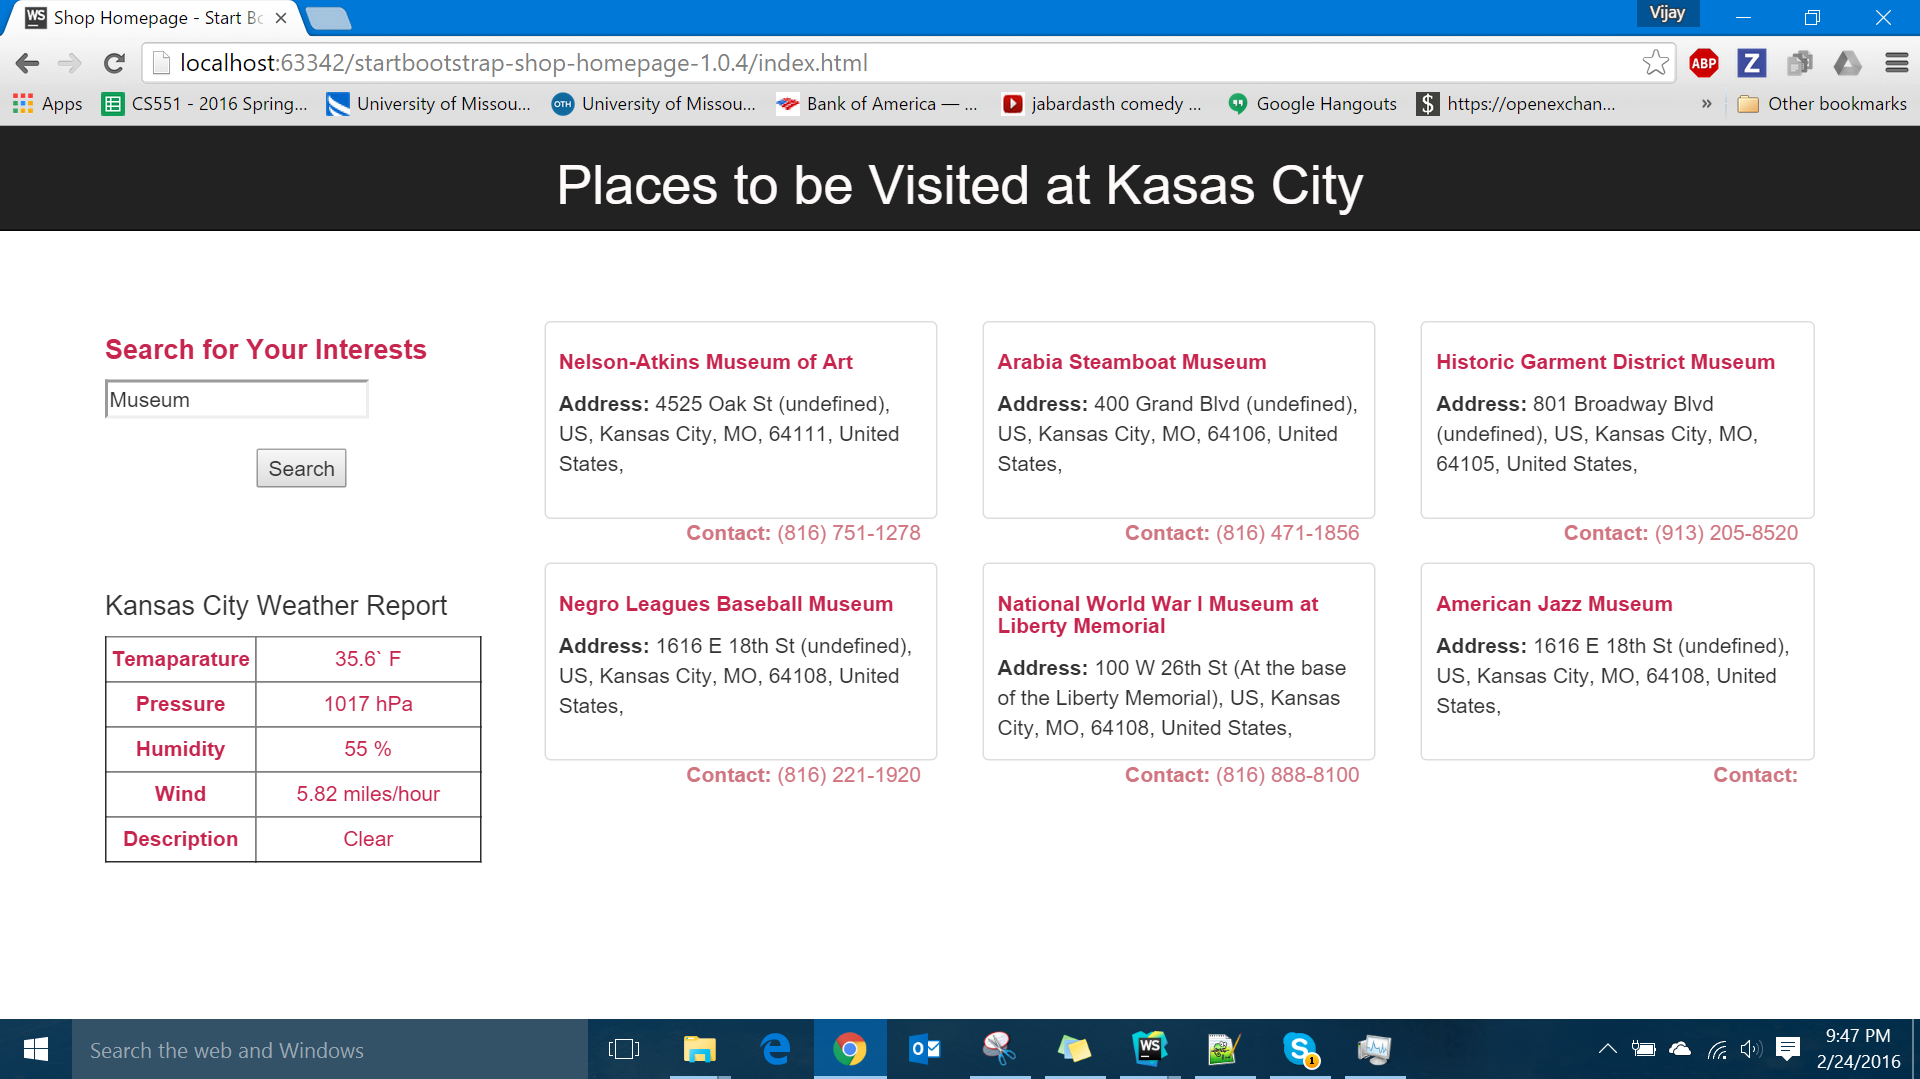 WS Shop Homepage - Start Bo
Vijay
localhost:63342/startbootstrap-shop-homepage-1.0.4/index.html
ABP
Z
Apps
CS551 - 2016 Spring...
University of Missou...
OTH University of Missou...
Bank of America — ...
jabardasth comedy ...
Google Hangouts
$ https://openexchan...
»
Other bookmarks
Places to be Visited at Kasas City
Search for Your Interests
Museum
Search
Kansas City Weather Report
Temaparature 35.6` F
Pressure 1017 hPa
Humidity 55 %
Wind 5.82 miles/hour
Description Clear
Nelson-Atkins Museum of Art
Address: 4525 Oak St (undefined),
US, Kansas City, MO, 64111, United
States,
Contact: (816) 751-1278
Arabia Steamboat Museum
Address: 400 Grand Blvd (undefined),
US, Kansas City, MO, 64106, United
States,
Contact: (816) 471-1856
Historic Garment District Museum
Address: 801 Broadway Blvd
(undefined), US, Kansas City, MO,
64105, United States,
Contact: (913) 205-8520
Negro Leagues Baseball Museum
Address: 1616 E 18th St (undefined),
US, Kansas City, MO, 64108, United
States,
Contact: (816) 221-1920
National World War I Museum at
Liberty Memorial
Address: 100 W 26th St (At the base
of the Liberty Memorial), US, Kansas
City, MO, 64108, United States,
Contact: (816) 888-8100
American Jazz Museum
Address: 1616 E 18th St (undefined),
US, Kansas City, MO, 64108, United
States,
Contact:
Search the web and Windows
WS
1
9:47 PM
2/24/2016